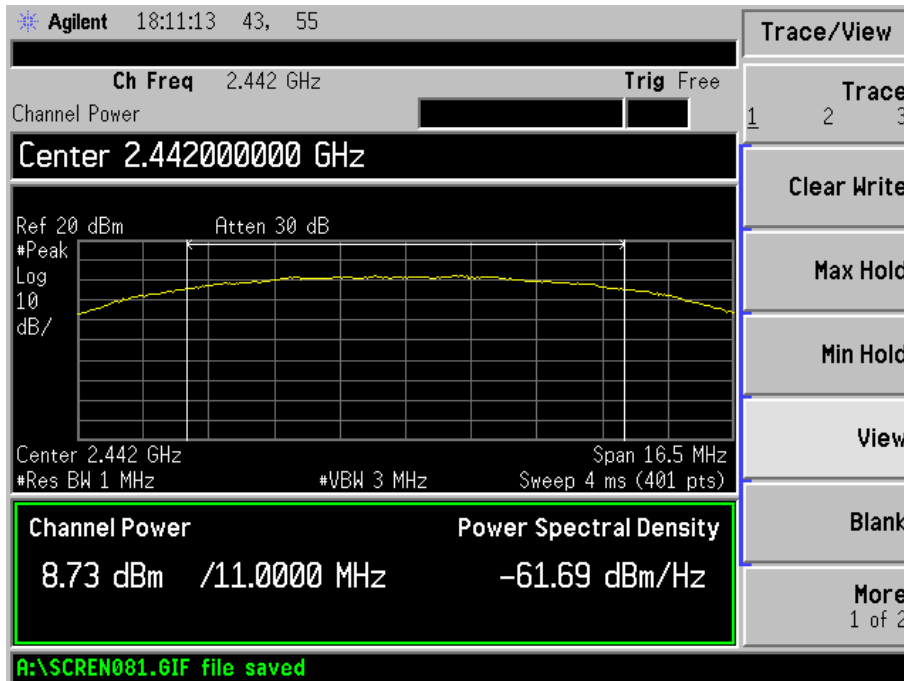 Agilent 18:11:13 43, 55
Trace/View
Ch Freq 2.442 GHz Trig Free
Channel Power
Trace
1 2 3
Center 2.442000000 GHz
Clear Write
Ref 20 dBm Atten 30 dB
#Peak
Log
10
dB/
Max Hold
Min Hold
View
Center 2.442 GHz Span 16.5 MHz
#Res BW 1 MHz #VBW 3 MHz Sweep 4 ms (401 pts)
Channel Power Power Spectral Density
8.73 dBm /11.0000 MHz -61.69 dBm/Hz
Blank
More
1 of 2
A:\SCREN081.GIF file saved